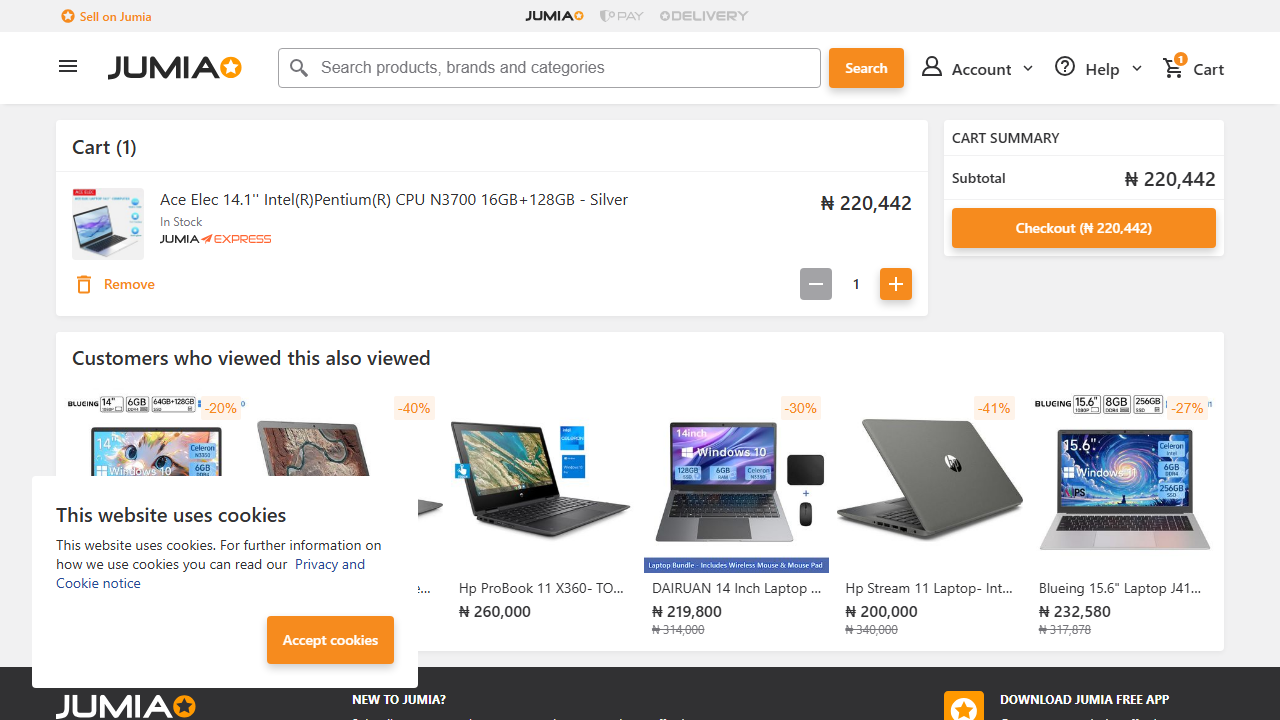 Sell on Jumia
JUMIA
PAY
DELIVERY
JUMIA
Search products, brands and categories
Search
Account
Help
1
Cart
Cart (1)
Ace Elec 14.1'' Intel(R)Pentium(R) CPU N3700 16GB+128GB - Silver
₦ 220,442
In Stock
JUMIA EXPRESS
Remove
1
CART SUMMARY
Subtotal
₦ 220,442
Checkout (₦ 220,442)
Customers who viewed this also viewed
-20%
-40%
-30%
-41%
-27%
BLUEING 14" 6GB 64GB+128GB
14"
Windows 10
Celeron
N3350
6GB
14inch
Windows 10
128GB
6GB
Celeron
Laptop Bundle - Includes Wireless Mouse & Mouse Pad
BLUEING 15.6" 8GB 256GB
15.6"
Windows 11
Celeron
6GB
256GB
IPS
Hp ProBook 11 X360- TO...
₦ 260,000
DAIRUAN 14 Inch Laptop ...
₦ 219,800
₦ 314,000
Hp Stream 11 Laptop- Int...
₦ 200,000
₦ 340,000
Blueing 15.6" Laptop J41...
₦ 232,580
₦ 317,878
This website uses cookies
This website uses cookies. For further information on
how we use cookies you can read our Privacy and
Cookie notice
Accept cookies
JUMIA
NEW TO JUMIA?
DOWNLOAD JUMIA FREE APP